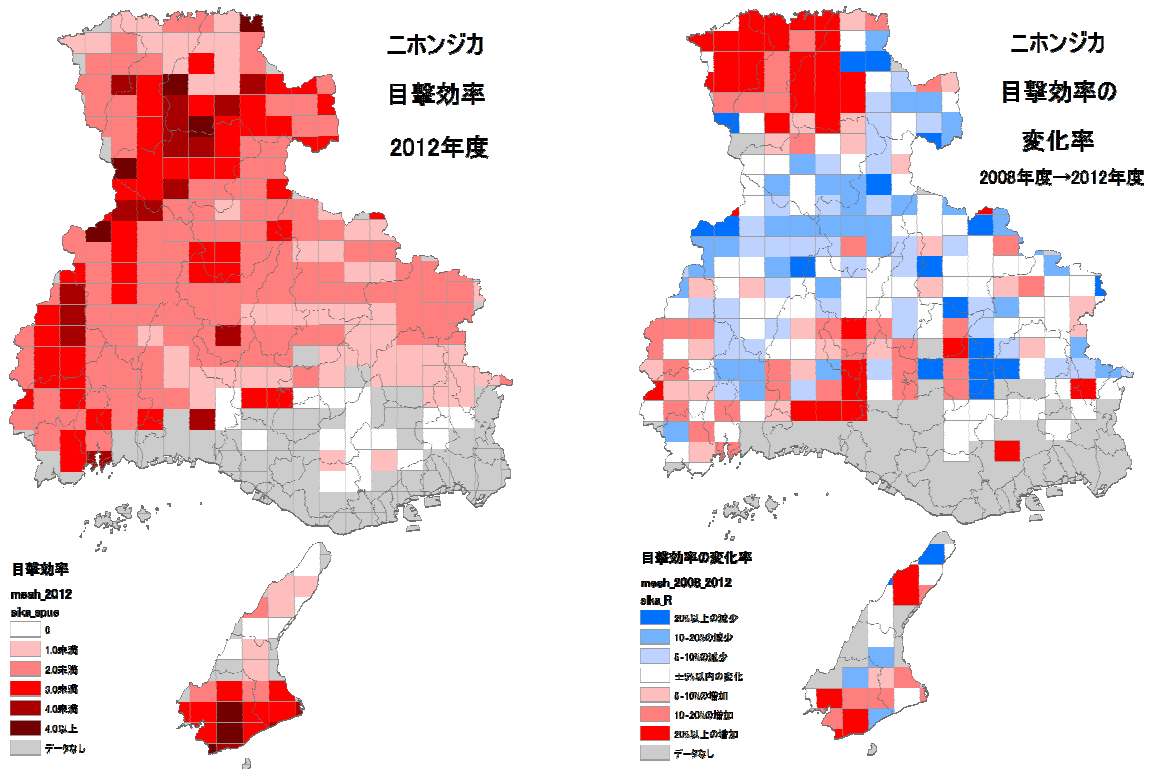 ニホンジカ
目撃効率
2012年度
目撃効率
mesh_2012
sika_spue
0
1.0未満
2.0未満
3.0未満
4.0未満
4.0以上
データなし
ニホンジカ
目撃効率の
変化率
2008年度→2012年度
目撃効率の変化率
mesh_2008_2012
sika_R
20%以上の減少
10-20%の減少
5-10%の減少
±5%以内の変化
5-10%の増加
10-20%の増加
20%以上の増加
データなし